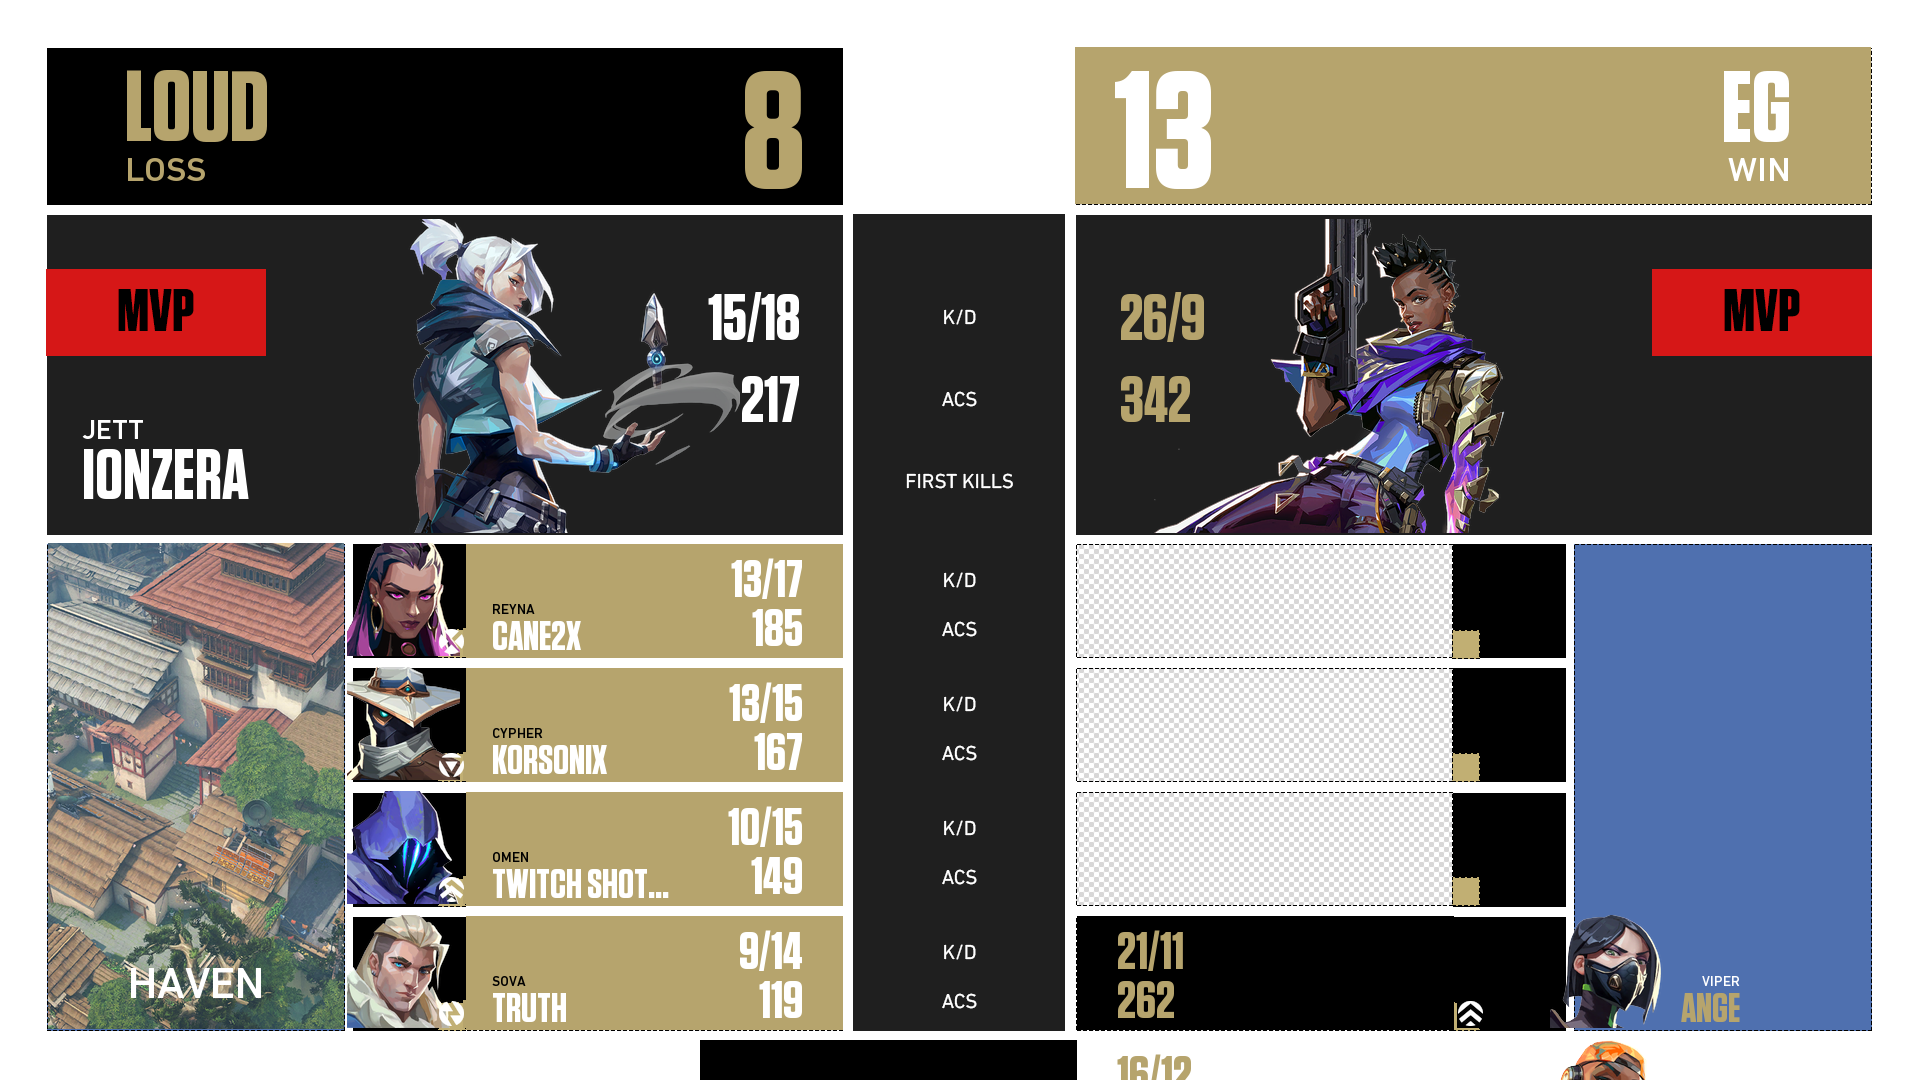 LOUD
LOSS
8
13
EG
WIN
MVP
JETT
IONZERA
15/18
217
K/D
ACS
FIRST KILLS
26/9
342
MVP
HAVEN
REYNA
CANE2X
13/17
185
K/D
ACS
CYPHER
KORSONIX
13/15
167
K/D
ACS
OMEN
TWITCH SHOT...
10/15
149
K/D
ACS
SOVA
TRUTH
9/14
119
K/D
ACS
21/11
262
VIPER
ANGE
16/12